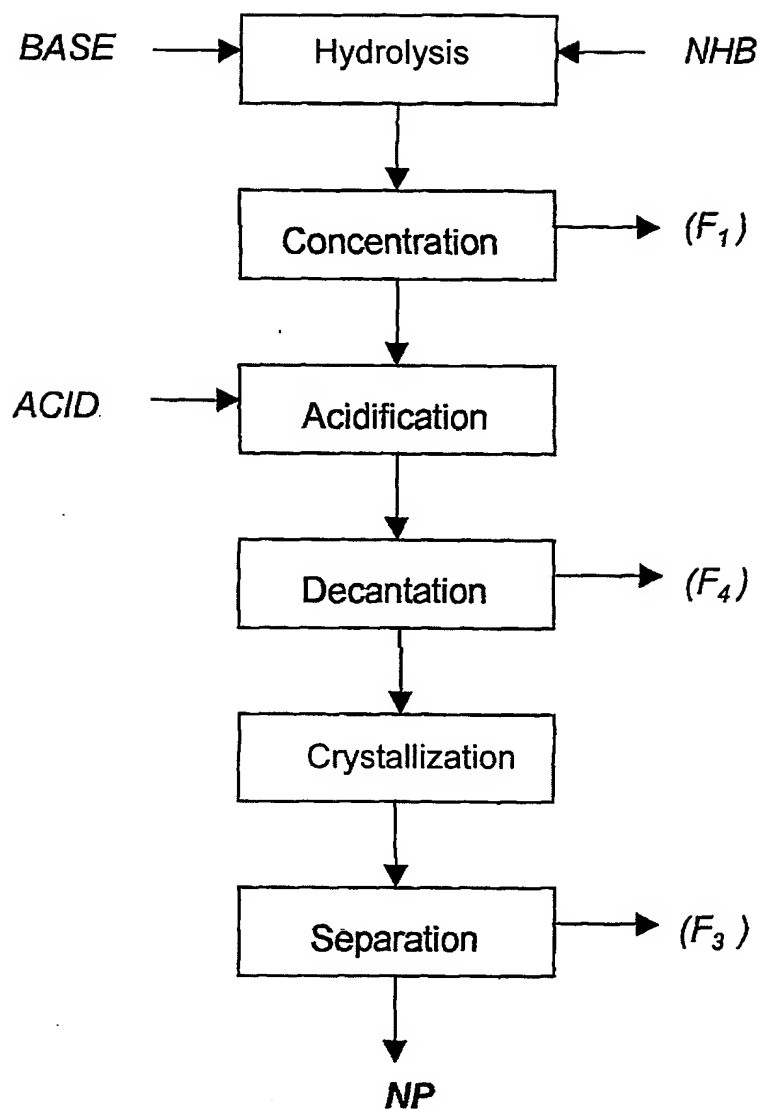 BASE Hydrolysis NHB
Concentration (F₁)
ACID. Acidification
Decantation (F₄)
Crystallization
Separation (F₃)
NP